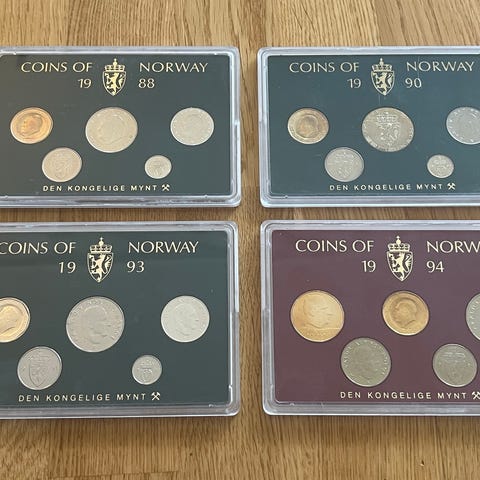 COINS OF NORWAY
19 88
DEN KONGELIGE MYNT
COINS OF NORWAY
19 90
DEN KONGELIGE MYNT
COINS OF NORWAY
19 93
DEN KONGELIGE MYNT
COINS OF NORW
19 94
DEN KONGELIGE MYNT